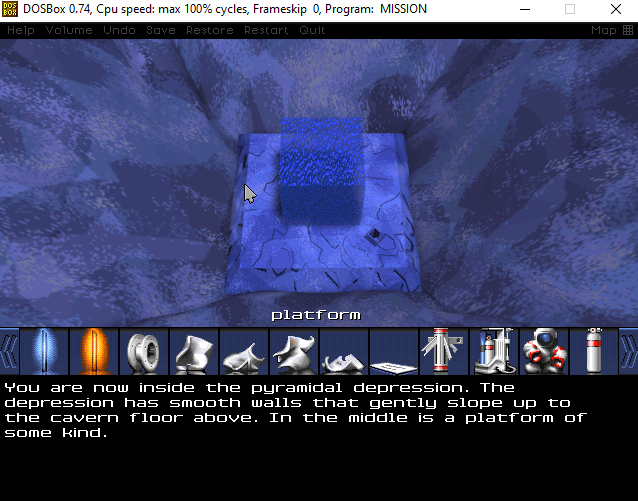 DOS
BOX
DOSBox 0.74, Cpu speed: max 100% cycles, Frameskip 0, Program: MISSION
Help Volume Undo Save Restore Restart Quit Map
platform
You are now inside the pyramidal depression. The
depression has smooth walls that gently slope up to
the cavern floor above. In the middle is a platform of
some kind.